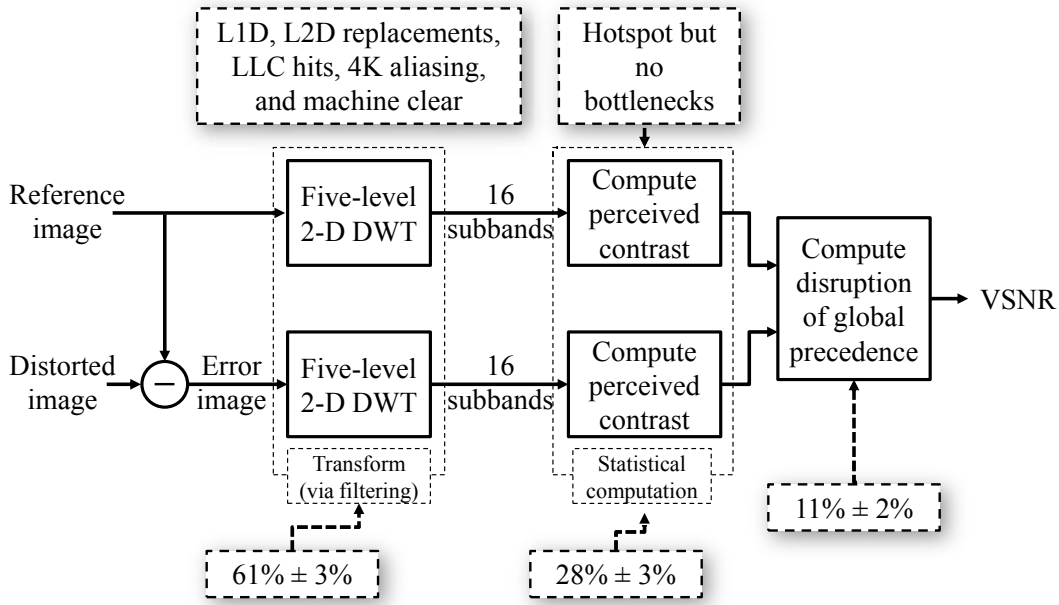 L1D, L2D replacements,
LLC hits, 4K aliasing,
and machine clear
Hotspot but
no
bottlenecks
Reference
image
Five-level
2-D DWT
16
subbands
Compute
perceived
contrast
Compute
disruption
of global
precedence
VSNR
Distorted
image
−
Error
image
Five-level
2-D DWT
16
subbands
Compute
perceived
contrast
Transform
(via filtering)
Statistical
computation
61% ± 3%
28% ± 3%
11% ± 2%